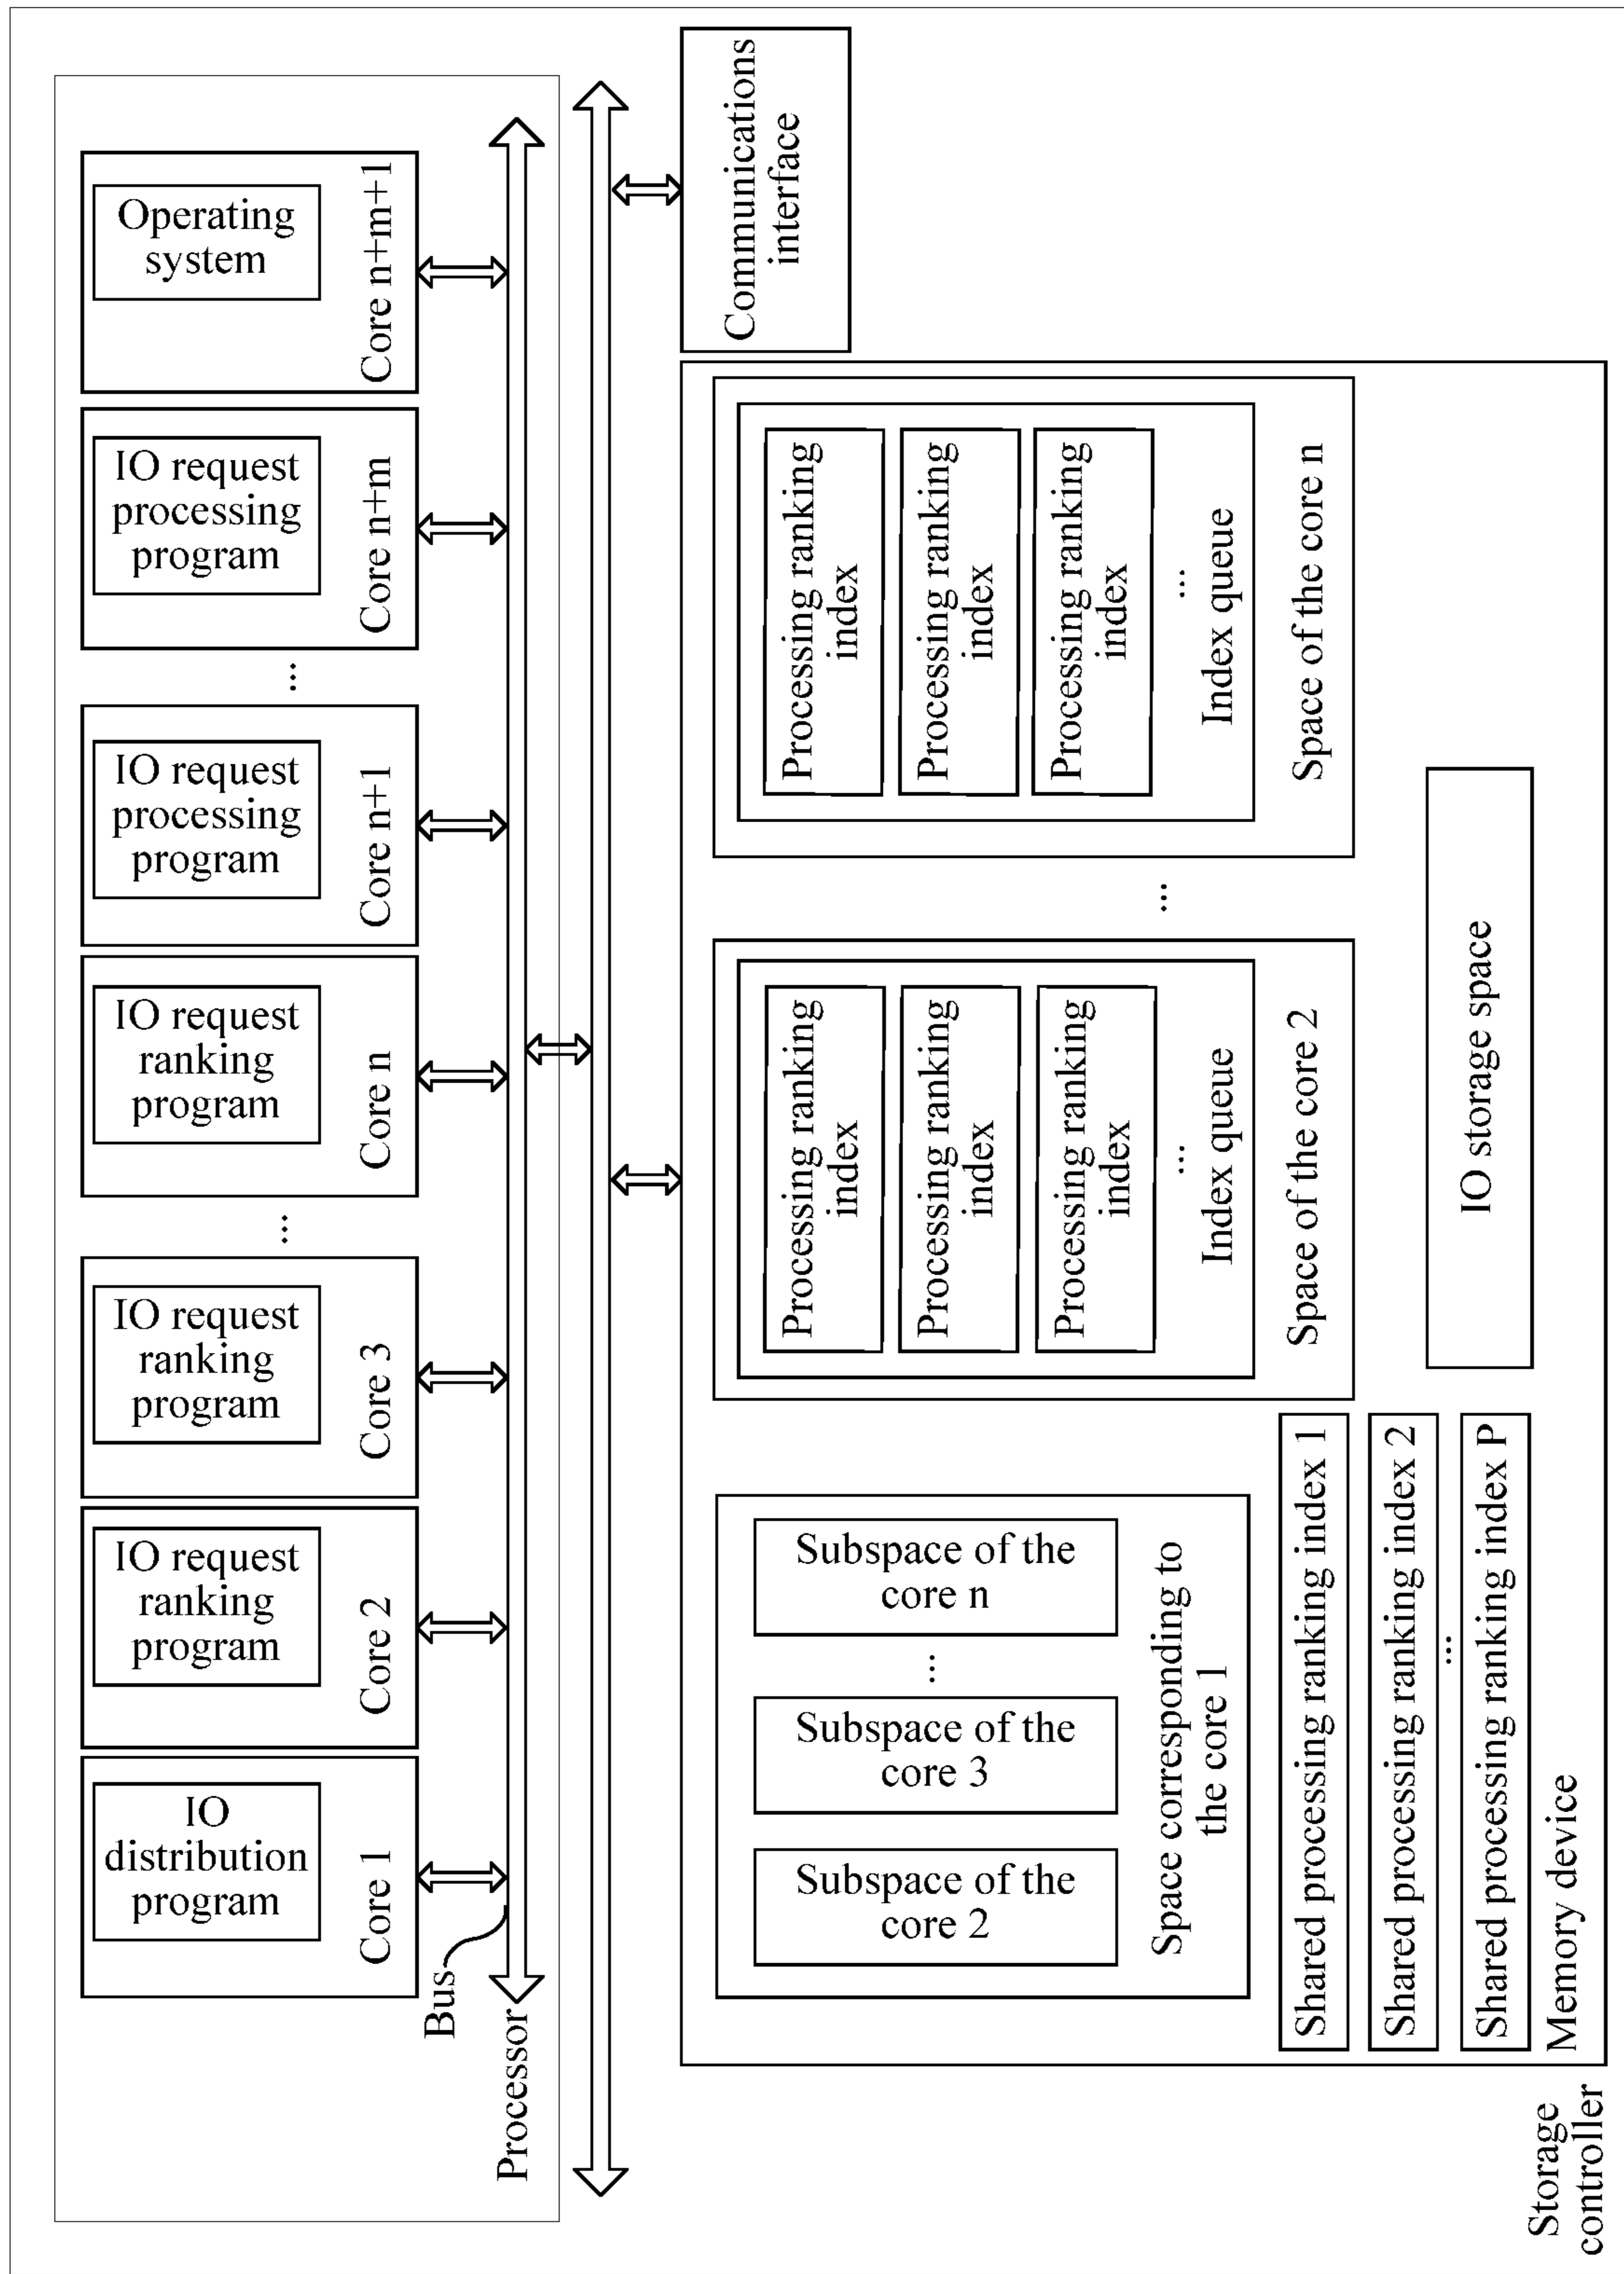 IO
distribution
program
Core 1
IO request
ranking
program
Core 2
IO request
ranking
program
Core 3
...
IO request
ranking
program
Core n
IO request
processing
program
Core n+1
...
IO request
processing
program
Core n+m
Operating
system
Core n+m+1
Bus
Processor
Communications
interface
Subspace of the
core 2
Subspace of the
core 3
...
Subspace of the
core n
Space corresponding to
the core 1
Processing ranking
index
Processing ranking
index
Processing ranking
index
...
Index queue
Space of the core 2
...
Processing ranking
index
Processing ranking
index
Processing ranking
index
...
Index queue
Space of the core n
Shared processing ranking index 1
Shared processing ranking index 2
...
Shared processing ranking index P
IO storage space
Memory device
Storage
controller